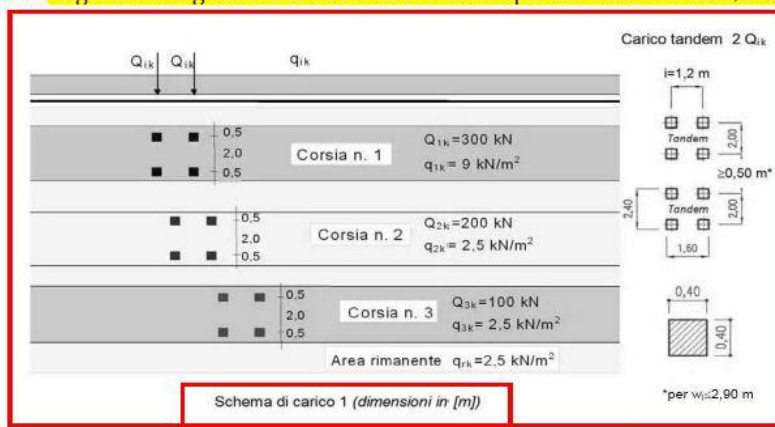 Carico tandem 2 Qik
Qik Qik qik
i=1,2 m
0,5
Corsia n. 1
2,0
0,5
Q1k=300 kN
q1k= 9 kN/m²
Tandem
2,00
≥0,50 m*
0,5
Corsia n. 2
2,0
0,5
Q2k=200 kN
q2k= 2,5 kN/m²
Tandem
2,00
2,40
1,60
0,5
Corsia n. 3
2,0
0,5
Q3k=100 kN
q3k= 2,5 kN/m²
0,40
0,40
Area rimanente qrk=2,5 kN/m²
*per wl≤2,90 m
Schema di carico 1 (dimensioni in [m])